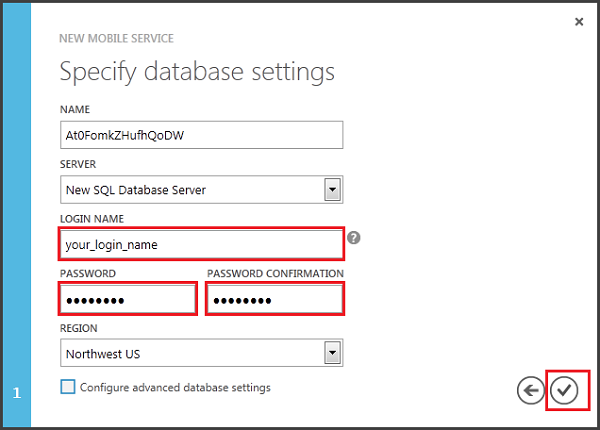 NEW MOBILE SERVICE
Specify database settings
NAME
At0FomkZHufhQoDW
SERVER
New SQL Database Server
LOGIN NAME
your_login_name
?
PASSWORD PASSWORD CONFIRMATION
●●●●●●●● ●●●●●●●●
REGION
Northwest US
Configure advanced database settings
1